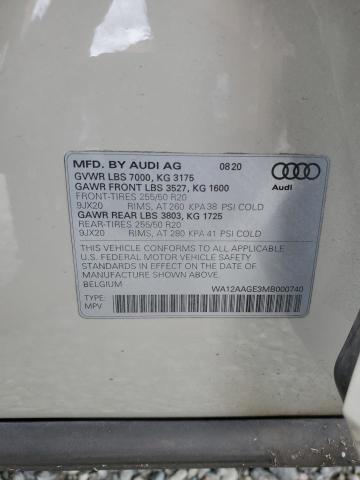 MFD. BY AUDI AG 08 20
GVWR LBS 7000, KG 3175
GAWR FRONT LBS 3527, KG 1600
FRONT-TIRES 255/50 R20
9JX20 RIMS, AT 260 KPA 38 PSI COLD
GAWR REAR LBS 3803, KG 1725
REAR-TIRES 255/50 R20
9JX20 RIMS, AT 280 KPA 41 PSI COLD
Audi
THIS VEHICLE CONFORMS TO ALL APPLICABLE
U.S. FEDERAL MOTOR VEHICLE SAFETY
STANDARDS IN EFFECT ON THE DATE OF
MANUFACTURE SHOWN ABOVE.
BELGIUM
WA12AAGE3MB000740
TYPE:
MPV